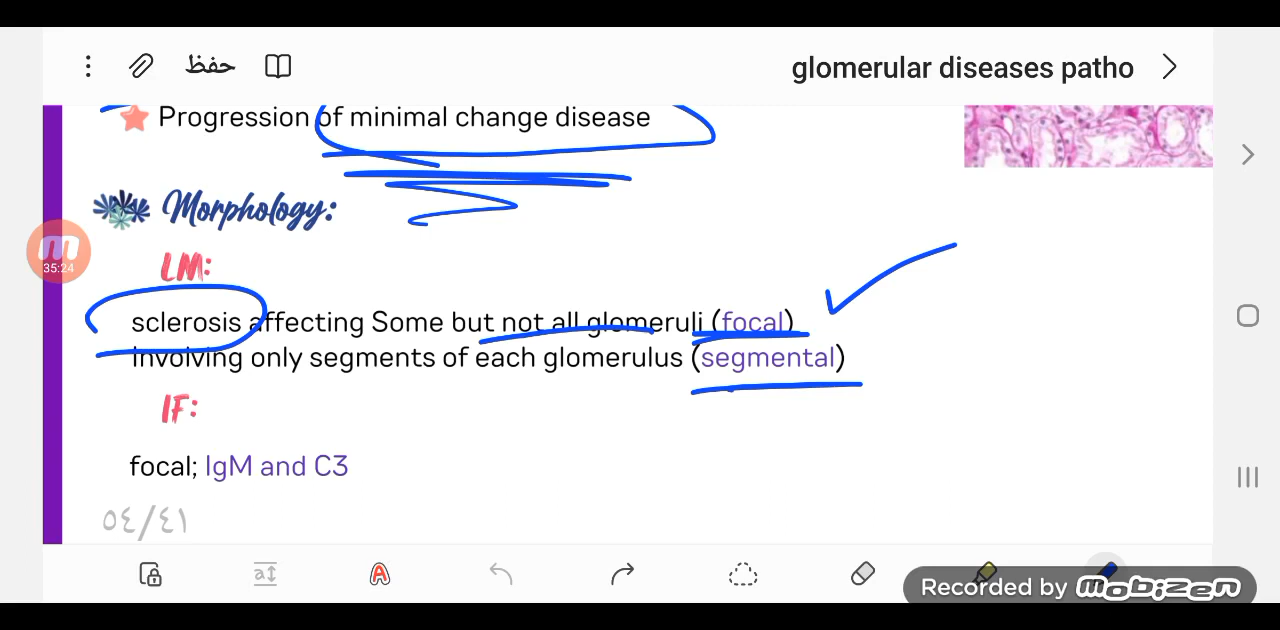 حفظ
glomerular diseases patho
Progression of minimal change disease
Morphology:
LM:
35:24
sclerosis affecting Some but not all glomeruli (focal)
involving only segments of each glomerulus (segmental)
IF:
focal; IgM and C3
٥٤/٤١
Recorded by mobizen